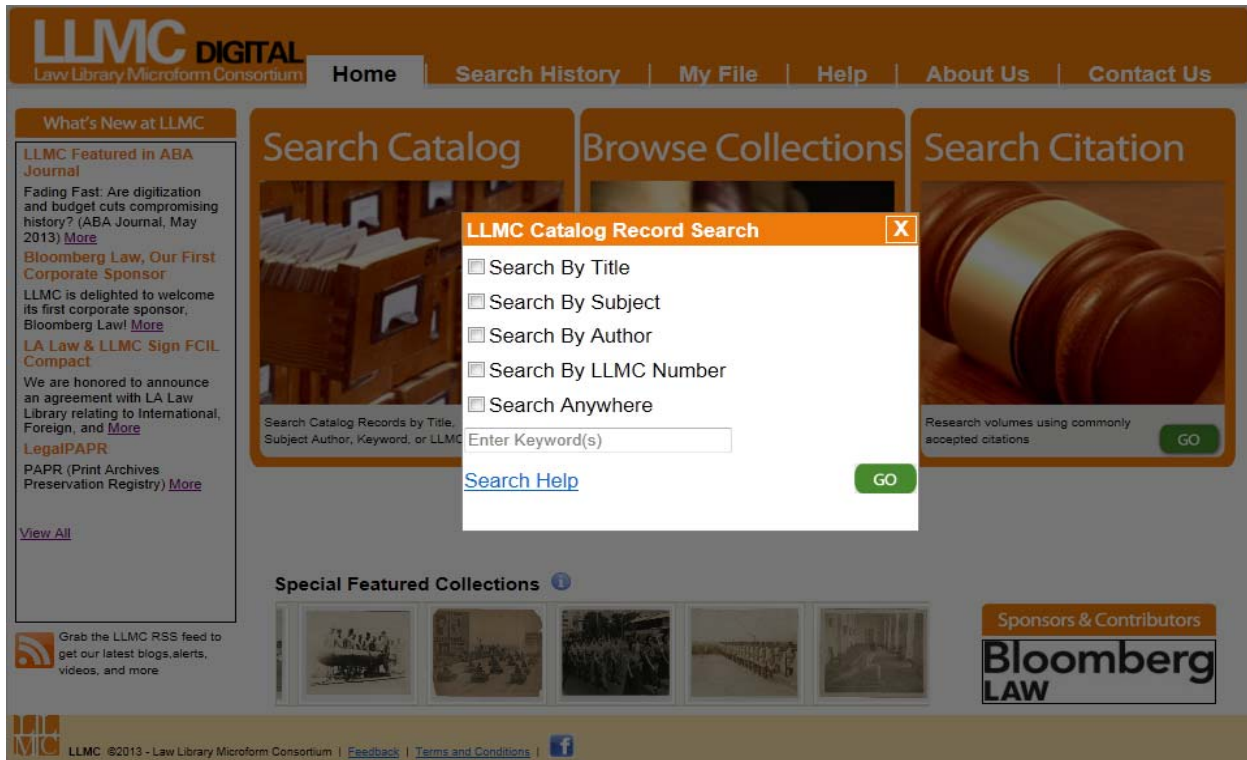 LLMC DIGITAL
Law Library Microform Consortium
Home | Search History | My File | Help | About Us | Contact Us
What's New at LLMC
LLMC Featured in ABA
Journal
Fading Fast: Are digitization
and budget cuts compromising
history? (ABA Journal, May
2013) More
Bloomberg Law, Our First
Corporate Sponsor
LLMC is delighted to welcome
its first corporate sponsor,
Bloomberg Law! More
LA Law & LLMC Sign FCIL
Compact
We are honored to announce
an agreement with LA Law
Library relating to International,
Foreign, and More
LegalPAPR
PAPR (Print Archives
Preservation Registry) More
View All
Grab the LLMC RSS feed to
get our latest blogs,alerts,
videos, and more
Search Catalog
Search Catalog Records by Title,
Subject Author, Keyword, or LLMC
Browse Collections
Search Citation
Research volumes using commonly
accepted citations
GO
LLMC Catalog Record Search X
Search By Title
Search By Subject
Search By Author
Search By LLMC Number
Search Anywhere
Enter Keyword(s)
Search Help
GO
Special Featured Collections
Sponsors & Contributors
Bloomberg
LAW
LLMC
LLMC ©2013 - Law Library Microform Consortium | Feedback | Terms and Conditions |